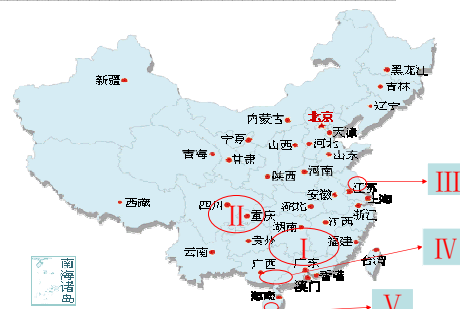 黑龙江
新疆
吉林
辽宁
内蒙古
北京
天津
宁夏
山西
河北
青海
甘肃
山东
陕西
河南
III
江苏
西藏
四川
安徽
上海
II
重庆
湖北
浙江
湖南
江西
云南
贵州
I
福建
IV
广西
广东
台湾
香港
澳门
南海诸岛
海南
V